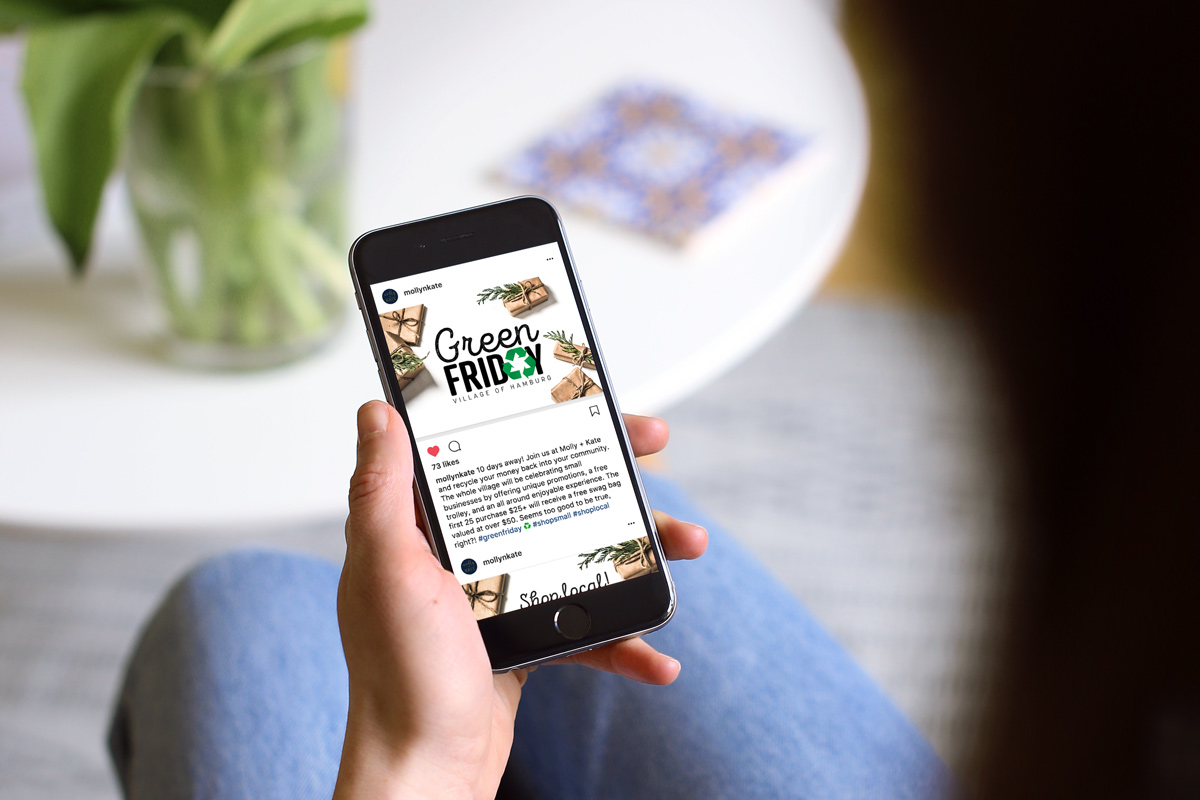 mollynkate
Green
FRIDAY
VILLAGE OF HAMBURG
73 likes
mollynkate 10 days away! Join us at Molly + Kate
and recycle your money back into your community.
The whole village will be celebrating small
businesses by offering unique promotions, a free
trolley, and an all around enjoyable experience. The
first 25 purchase $25+ will receive a free swag bag
valued at over $50. Seems too good to be true,
right?! #greenfriday ♻️ #shopsmall #shoplocal
mollynkate
Shop local!